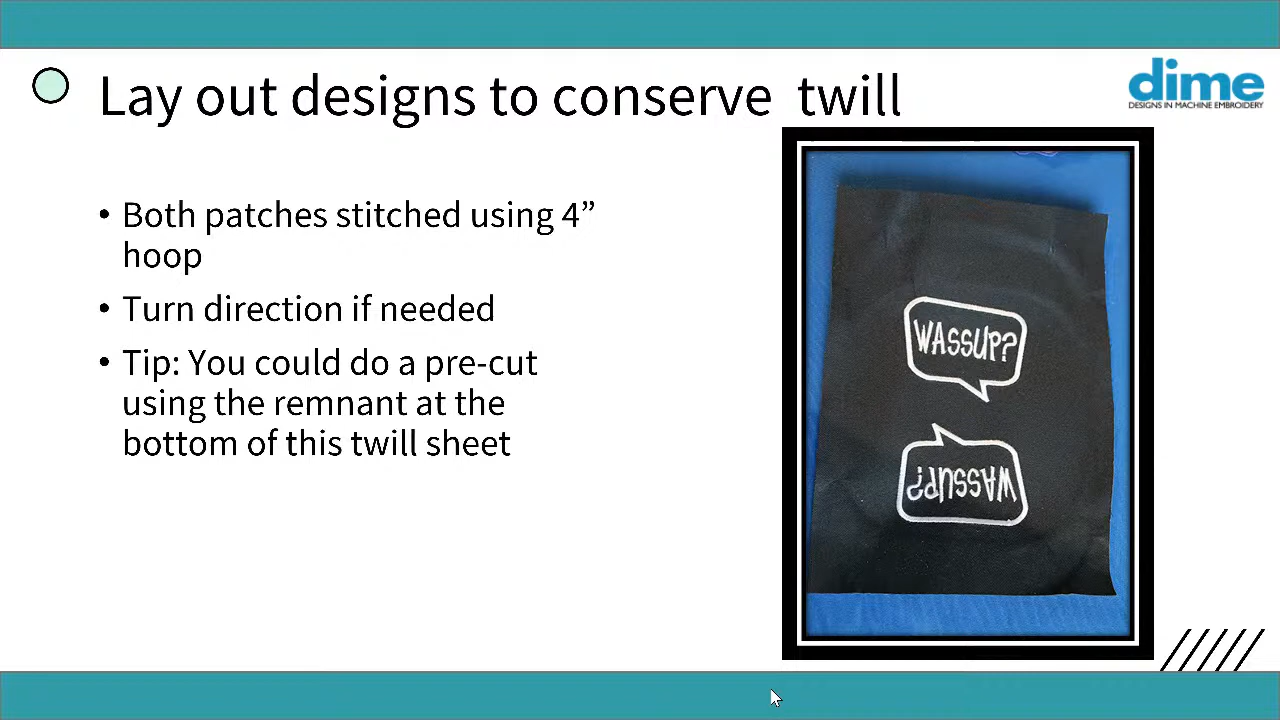 Lay out designs to conserve  twill
dime
DESIGNS IN MACHINE EMBROIDERY
• Both patches stitched using 4”
hoop
• Turn direction if needed
• Tip: You could do a pre-cut
using the remnant at the
bottom of this twill sheet
WASSUP?
WASSUP?